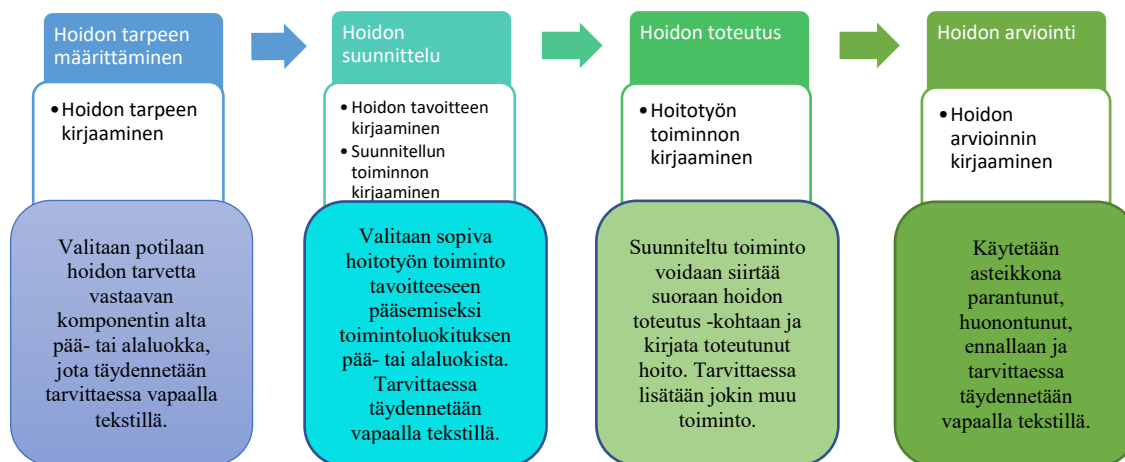 Hoidon tarpeen
määrittäminen
• Hoidon tarpeen
kirjaaminen
Valitaan potilaan
hoidon tarvetta
vastaavan
komponentin alta
pää- tai alaluokka,
jota täydennetään
tarvittaessa vapaalla
tekstillä.
Hoidon
suunnittelu
• Hoidon tavoitteen
kirjaaminen
• Suunnitellun
toiminnon
kirjaaminen
Valitaan sopiva
hoitotyön toiminto
tavoitteeseen
pääsemiseksi
toimintoluokituksen
pää- tai alaluokista.
Tarvittaessa
täydennetään
vapaalla tekstillä.
Hoidon toteutus
• Hoitotyön
toiminnon
kirjaaminen
Suunniteltu toiminto
voidaan siirtää
suoraan hoidon
toteutus -kohtaan ja
kirjata toteutunut
hoito. Tarvittaessa
lisätään jokin muu
toiminto.
Hoidon arviointi
• Hoidon
arvioinnin
kirjaaminen
Käytetään
asteikkona
parantunut,
huonontunut,
ennallaan ja
tarvittaessa
täydennetään
vapaalla tekstillä.